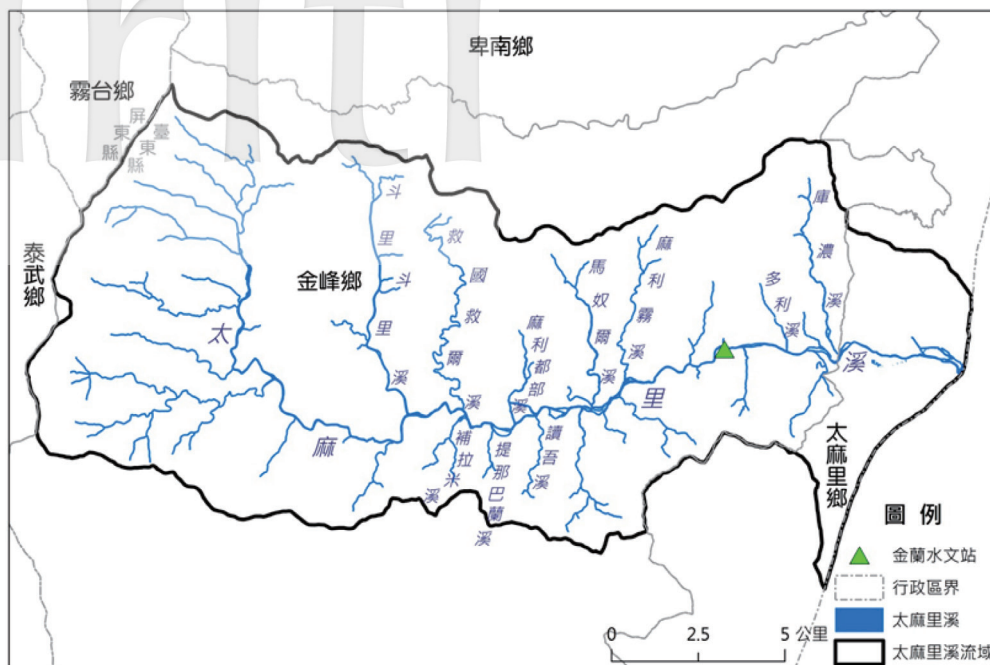 卑南鄉
霧台鄉
屏東縣
臺東縣
泰武鄉
金峰鄉
斗里斗里溪
救國救爾溪
麻利都部溪
馬奴爾溪
麻利霧溪
多利溪
庫濃溪
太麻里溪
補拉米溪
提那巴蘭溪
讀吾溪
太麻里鄉
圖例
金蘭水文站
行政區界
太麻里溪
太麻里溪流域
0 2.5 5 公里